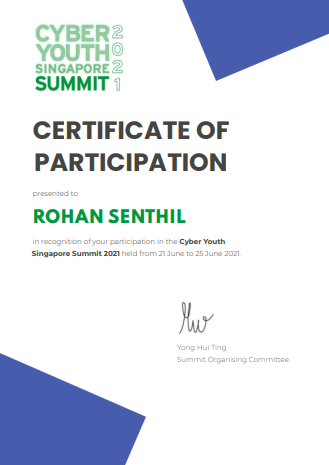 CYBER
YOUTH
SINGAPORE
SUMMIT
2021
CERTIFICATE OF
PARTICIPATION
presented to
ROHAN SENTHIL
in recognition of your participation in the Cyber Youth
Singapore Summit 2021 held from 21 June to 25 June 2021.
Yong Hui Ting
Summit Organising Committee